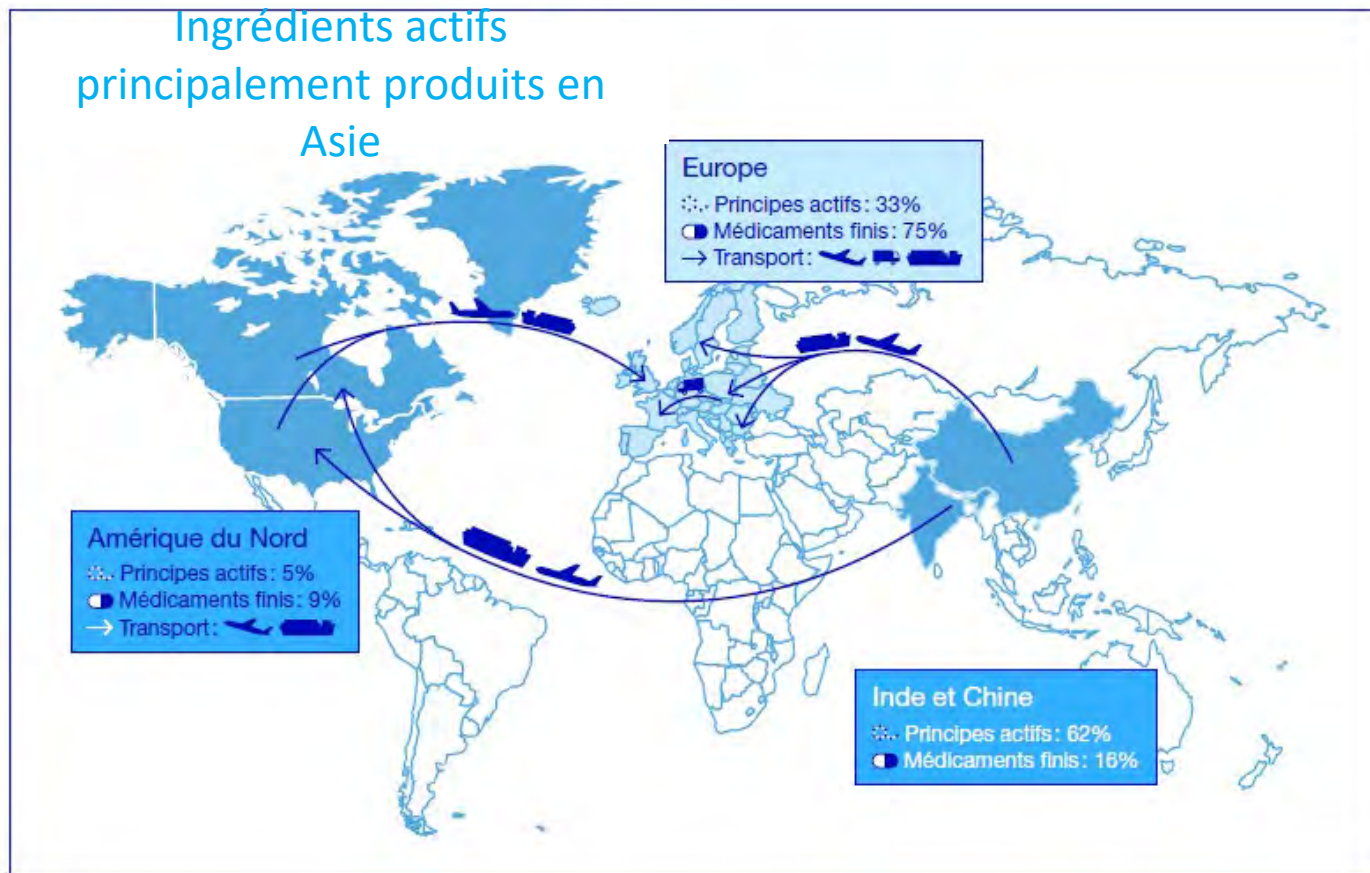 Ingrédients actifs
principalement produits en
Asie
Europe
Principes actifs : 33%
Médicaments finis : 75%
→ Transport :
Amérique du Nord
Principes actifs : 5%
Médicaments finis : 9%
→ Transport :
Inde et Chine
Principes actifs : 62%
Médicaments finis : 16%